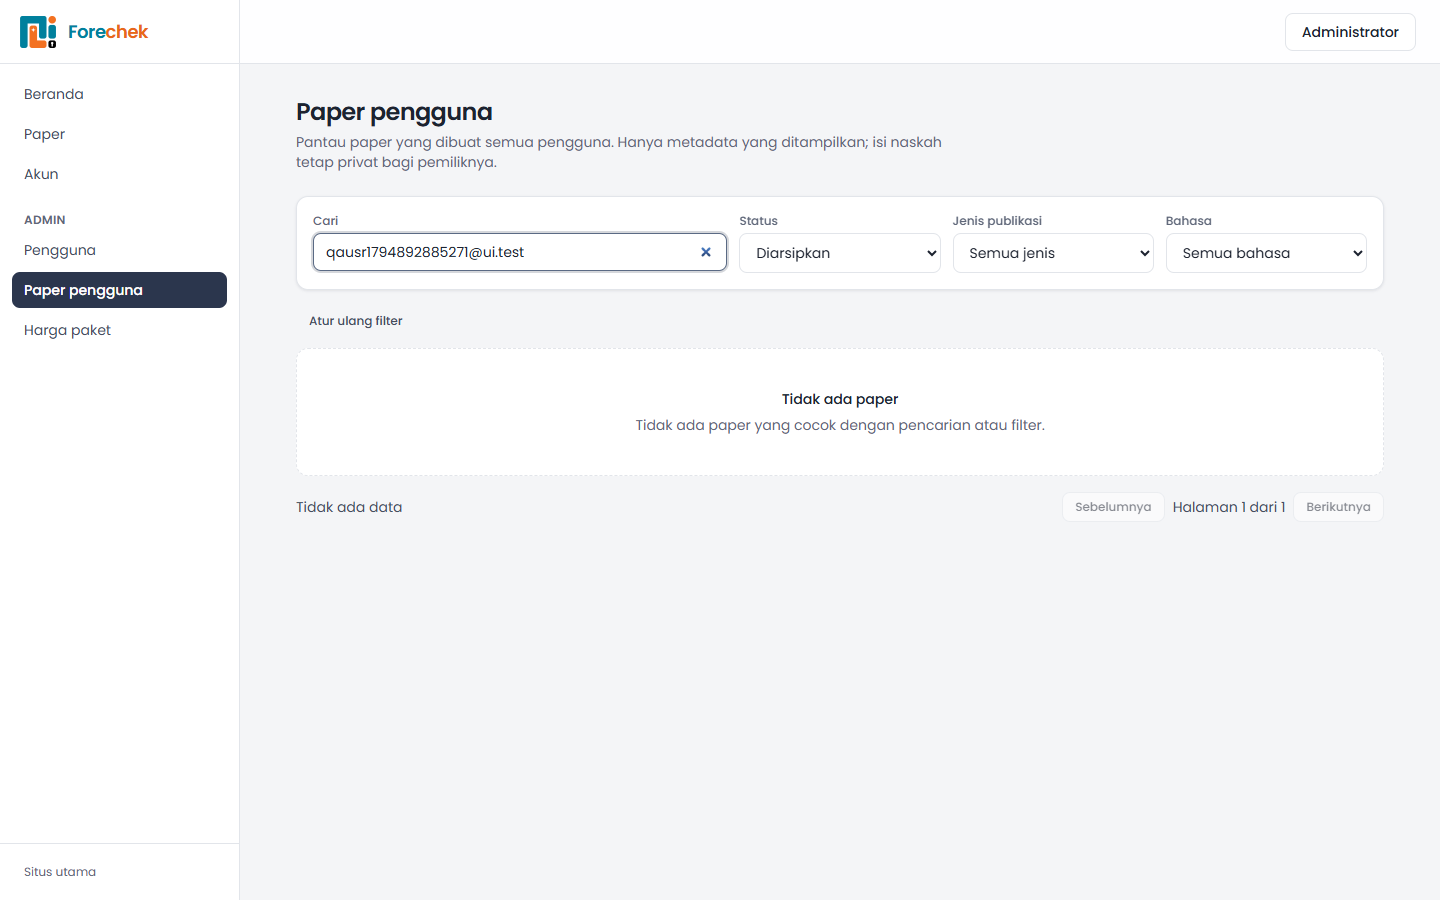 Forechek
Administrator
Beranda
Paper
Akun
ADMIN
Pengguna
Paper pengguna
Harga paket
Situs utama
Paper pengguna
Pantau paper yang dibuat semua pengguna. Hanya metadata yang ditampilkan; isi naskah
tetap privat bagi pemiliknya.
Cari
qausr1794892885271@ui.test
Status
Diarsipkan
Jenis publikasi
Semua jenis
Bahasa
Semua bahasa
Atur ulang filter
Tidak ada paper
Tidak ada paper yang cocok dengan pencarian atau filter.
Tidak ada data
Sebelumnya
Halaman 1 dari 1
Berikutnya